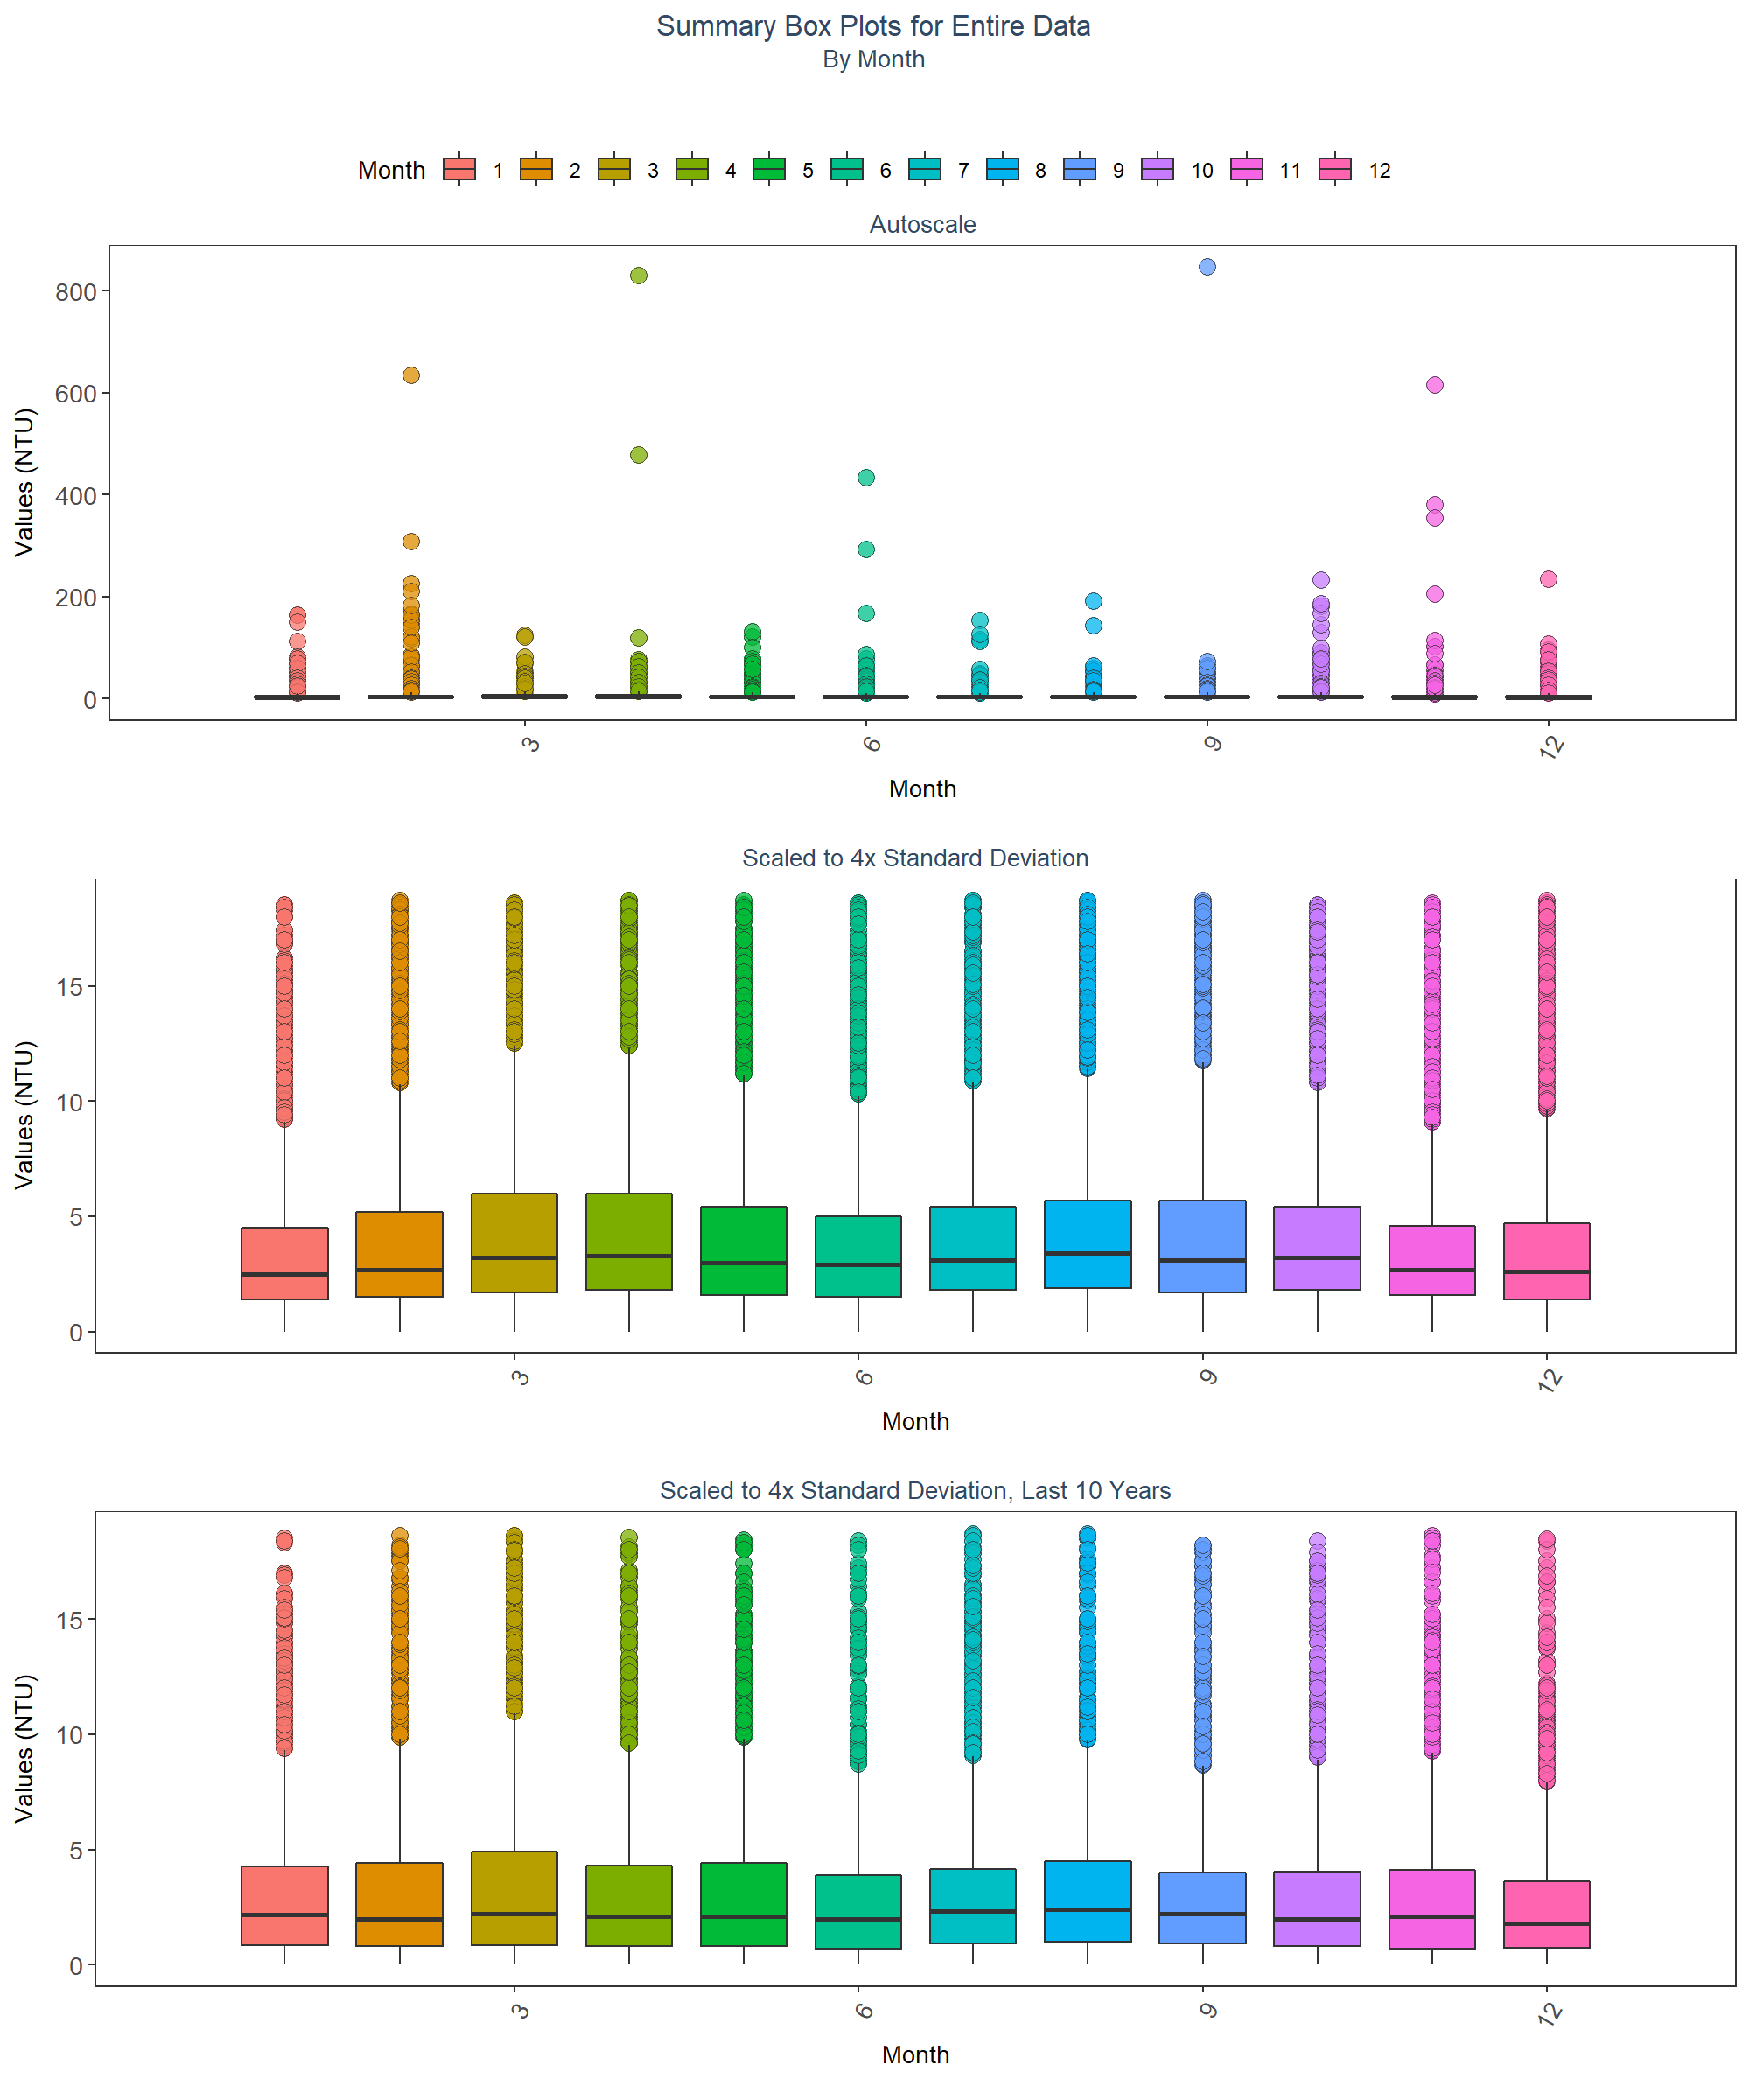 Summary Box Plots for Entire Data
By Month
Month 1 2 3 4 5 6 7 8 9 10 11 12
Autoscale
Values (NTU)
800
600
400
200
0
3 6 9 12
Month
Scaled to 4x Standard Deviation
Values (NTU)
15
10
5
0
3 6 9 12
Month
Scaled to 4x Standard Deviation, Last 10 Years
Values (NTU)
15
10
5
0
3 6 9 12
Month